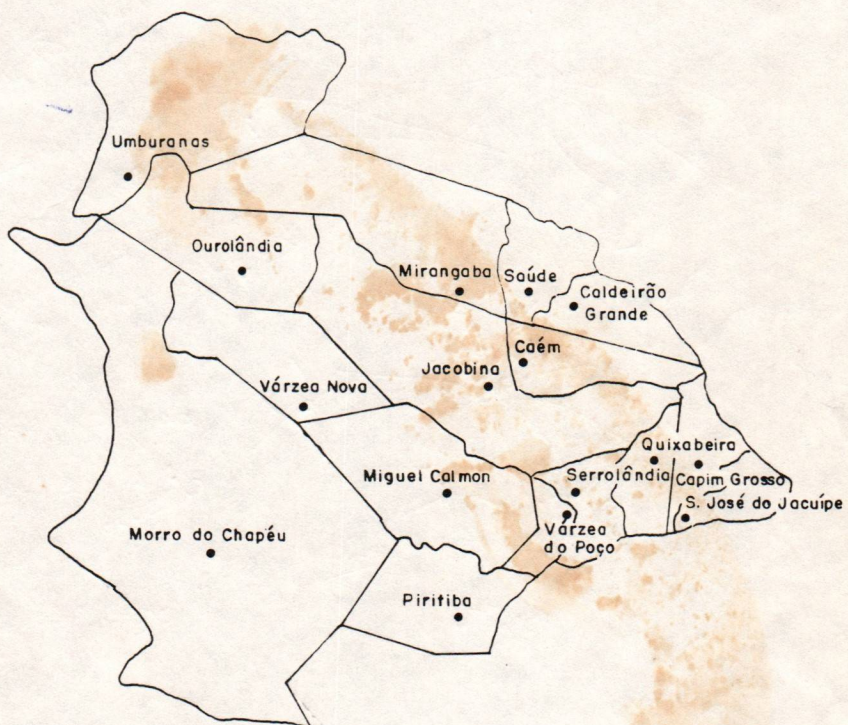 Umburanas
Ourolândia
Mirangaba
Saúde
Caldeirão
Grande
Caém
Jacobina
Várzea Nova
Quixabeira
Miguel Calmon
Serrolândia
Capim Grosso
S. José do Jacuípe
Várzea
do Poço
Morro do Chapéu
Piritiba